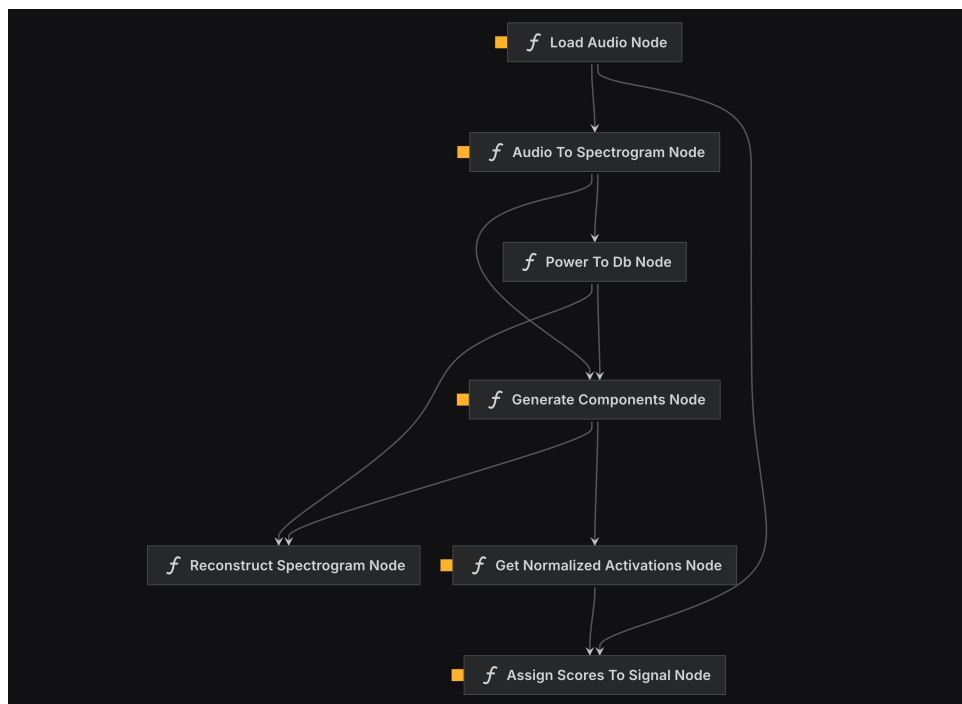 Load Audio Node
Audio To Spectrogram Node
Power To Db Node
Generate Components Node
Reconstruct Spectrogram Node
Get Normalized Activations Node
Assign Scores To Signal Node